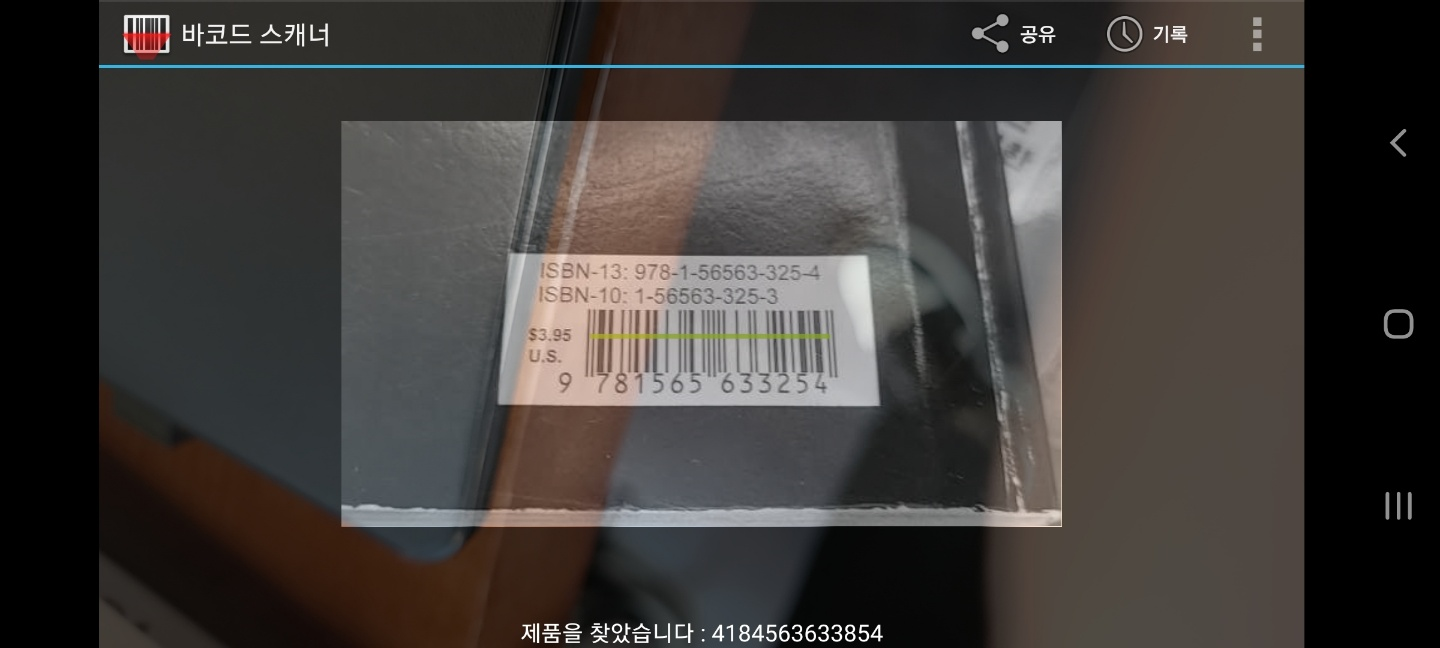 바코드 스캐너
공유
기록
ISBN-13: 978-1-56563-325-4
ISBN-10: 1-56563-325-3
$3.95
U.S.
9 781565 633254
제품을 찾았습니다 : 4184563633854